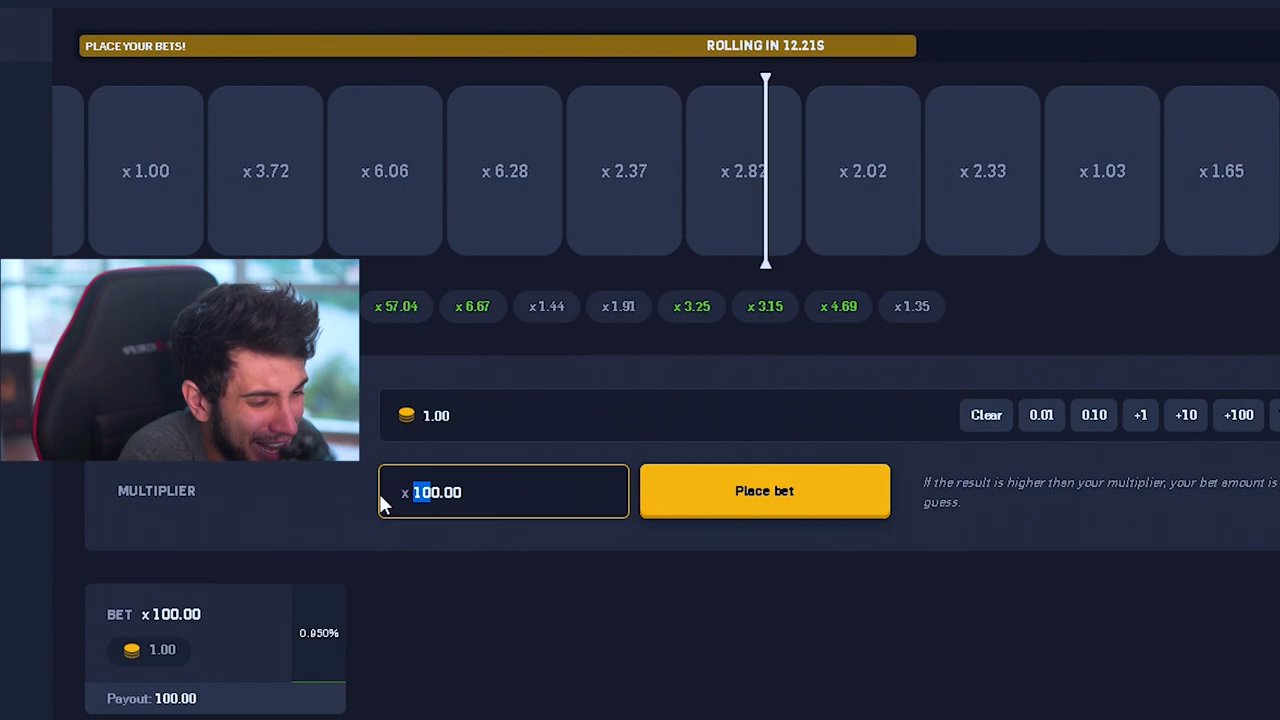 PLACE YOUR BETS!
ROLLING IN 12.21S
x 1.00
x 3.72
x 6.06
x 6.28
x 2.37
x 2.82
x 2.02
x 2.33
x 1.03
x 1.65
x 57.04
x 6.67
x 1.44
x 1.91
x 3.25
x 3.15
x 4.69
x 1.35
1.00
Clear
0.01
0.10
+1
+10
+100
MULTIPLIER
x 100.00
Place bet
If the result is higher than your multiplier, your bet amount is
guess.
BET x 100.00
1.00
0.950%
Payout: 100.00